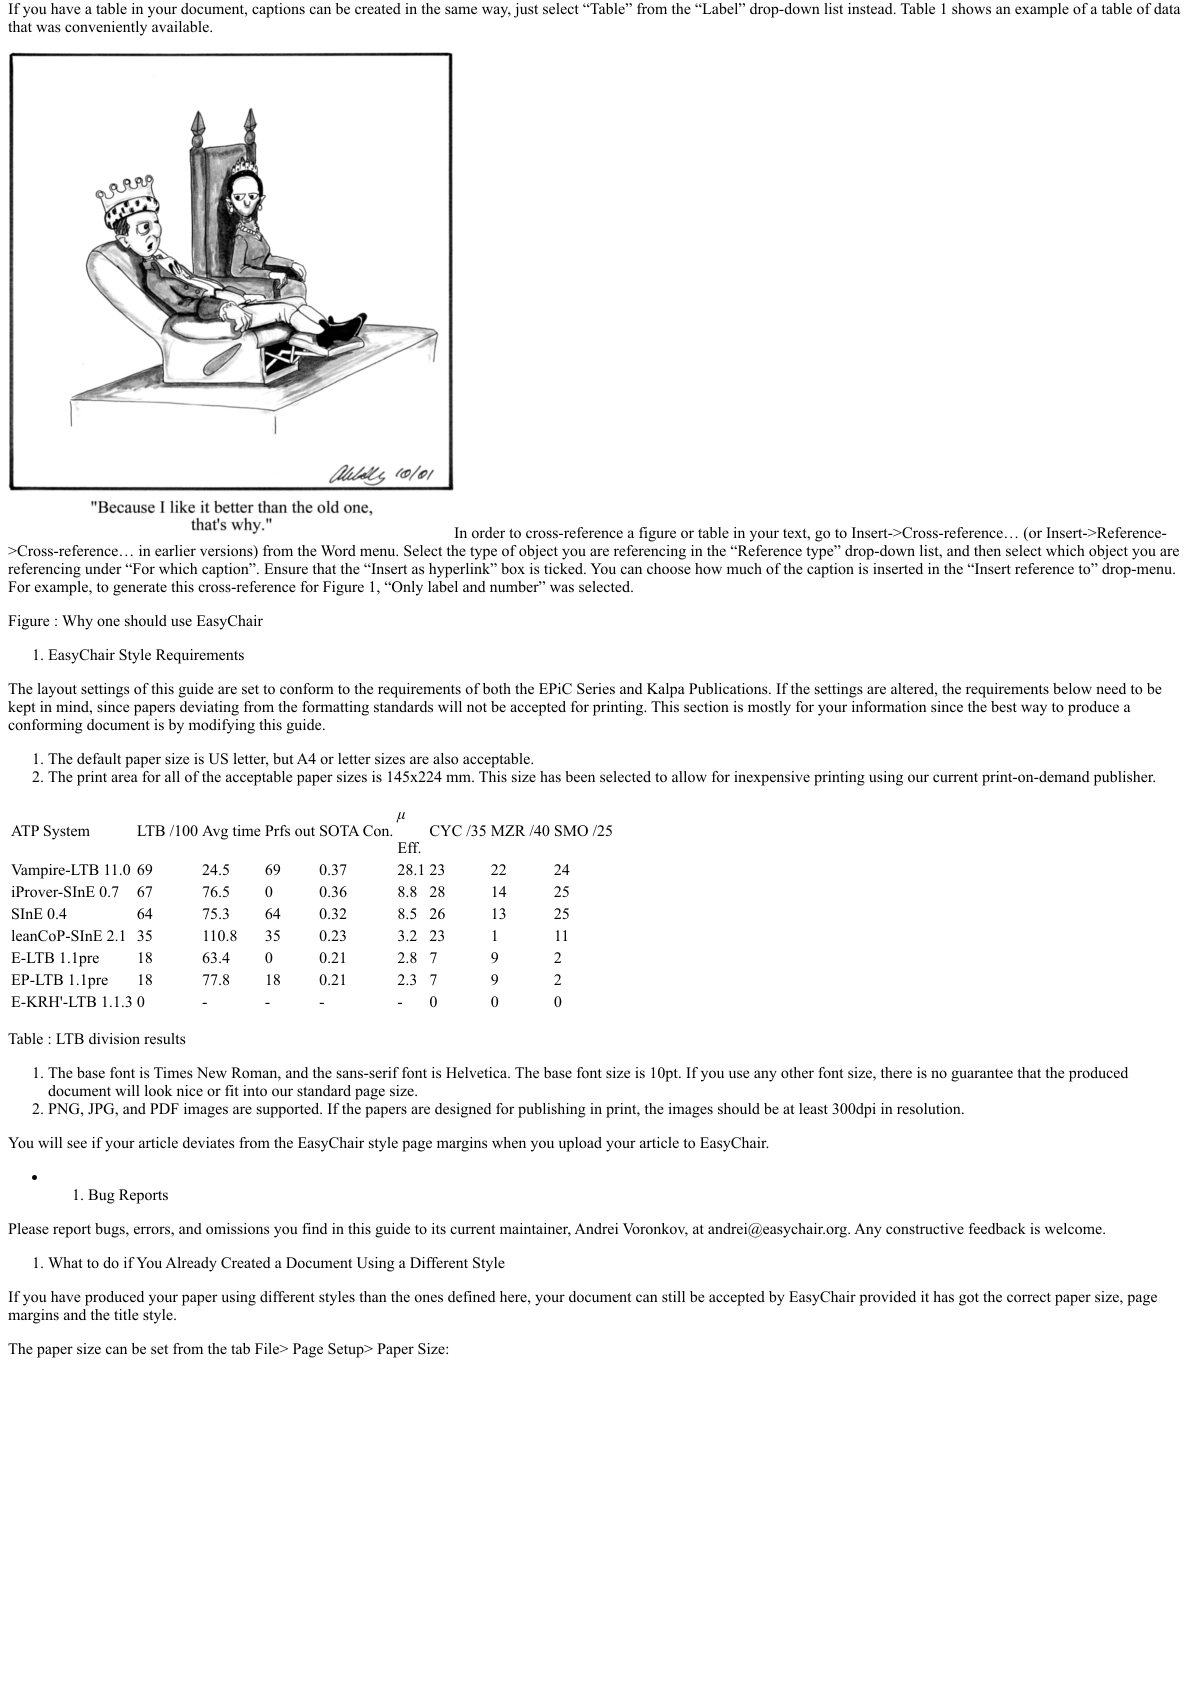 If you have a table in your document, captions can be created in the same way, just select “Table” from the “Label” drop-down list instead. Table 1 shows an example of a table of data
that was conveniently available.
10/01
"Because I like it better than the old one,
that's why."
In order to cross-reference a figure or table in your text, go to Insert->Cross-reference… (or Insert->Reference-
>Cross-reference… in earlier versions) from the Word menu. Select the type of object you are referencing in the “Reference type” drop-down list, and then select which object you are
referencing under “For which caption”. Ensure that the “Insert as hyperlink” box is ticked. You can choose how much of the caption is inserted in the “Insert reference to” drop-menu.
For example, to generate this cross-reference for Figure 1, “Only label and number” was selected.
Figure : Why one should use EasyChair
1. EasyChair Style Requirements
The layout settings of this guide are set to conform to the requirements of both the EPiC Series and Kalpa Publications. If the settings are altered, the requirements below need to be
kept in mind, since papers deviating from the formatting standards will not be accepted for printing. This section is mostly for your information since the best way to produce a
conforming document is by modifying this guide.
1. The default paper size is US letter, but A4 or letter sizes are also acceptable.
2. The print area for all of the acceptable paper sizes is 145x224 mm. This size has been selected to allow for inexpensive printing using our current print-on-demand publisher.
ATP System LTB /100 Avg time Prfs out SOTA Con. μ Eff. CYC /35 MZR /40 SMO /25
Vampire-LTB 11.0 69 24.5 69 0.37 28.1 23 22 24
iProver-SInE 0.7 67 76.5 0 0.36 8.8 28 14 25
SInE 0.4 64 75.3 64 0.32 8.5 26 13 25
leanCoP-SInE 2.1 35 110.8 35 0.23 3.2 23 1 11
E-LTB 1.1pre 18 63.4 0 0.21 2.8 7 9 2
EP-LTB 1.1pre 18 77.8 18 0.21 2.3 7 9 2
E-KRH'-LTB 1.1.3 0 - - - - 0 0 0
Table : LTB division results
1. The base font is Times New Roman, and the sans-serif font is Helvetica. The base font size is 10pt. If you use any other font size, there is no guarantee that the produced
document will look nice or fit into our standard page size.
2. PNG, JPG, and PDF images are supported. If the papers are designed for publishing in print, the images should be at least 300dpi in resolution.
You will see if your article deviates from the EasyChair style page margins when you upload your article to EasyChair.
•
1. Bug Reports
Please report bugs, errors, and omissions you find in this guide to its current maintainer, Andrei Voronkov, at andrei@easychair.org. Any constructive feedback is welcome.
1. What to do if You Already Created a Document Using a Different Style
If you have produced your paper using different styles than the ones defined here, your document can still be accepted by EasyChair provided it has got the correct paper size, page
margins and the title style.
The paper size can be set from the tab File> Page Setup> Paper Size: